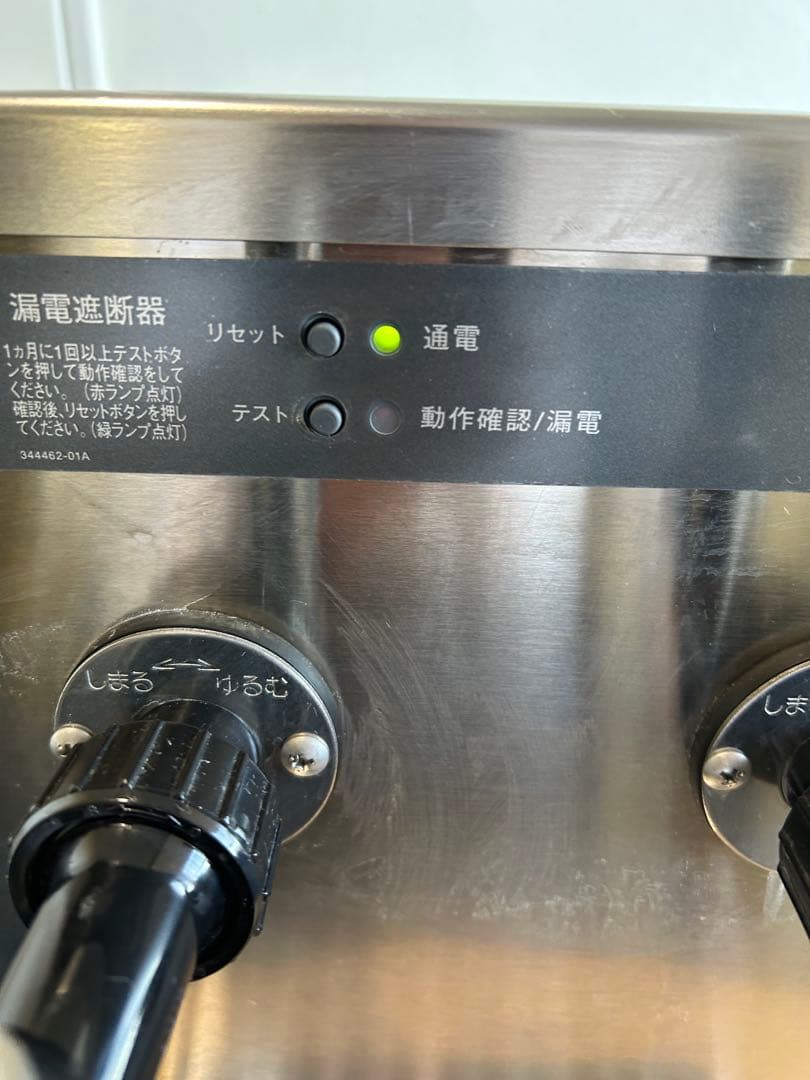 漏電遮断器
1ヵ月に1回以上テストボタ
ンを押して動作確認をして
ください。（赤ランプ点灯)
確認後、リセットボタンを押し
てください。(緑ランプ点灯)
344462-01A
リセット 通電
テスト 動作確認/漏電
しまる ゆるむ
しま